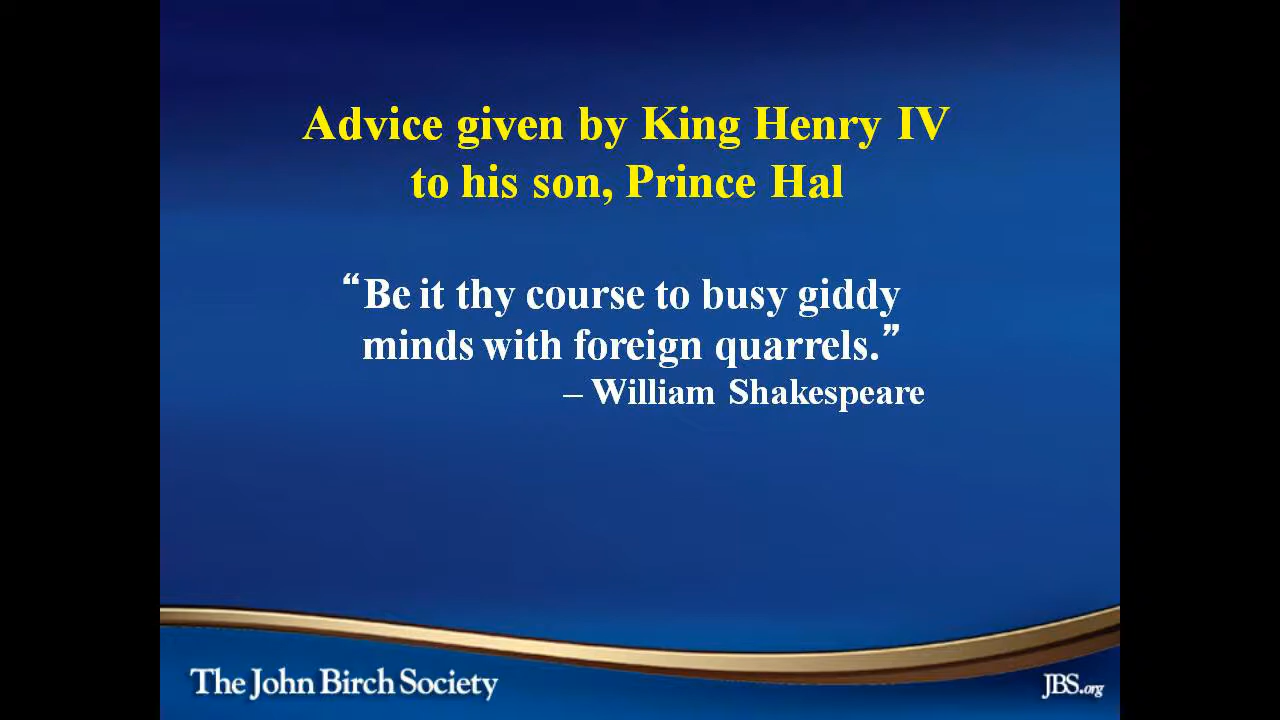 Advice given by King Henry IV
to his son, Prince Hal
“Be it thy course to busy giddy
minds with foreign quarrels.”
– William Shakespeare
The John Birch Society
JBS.org